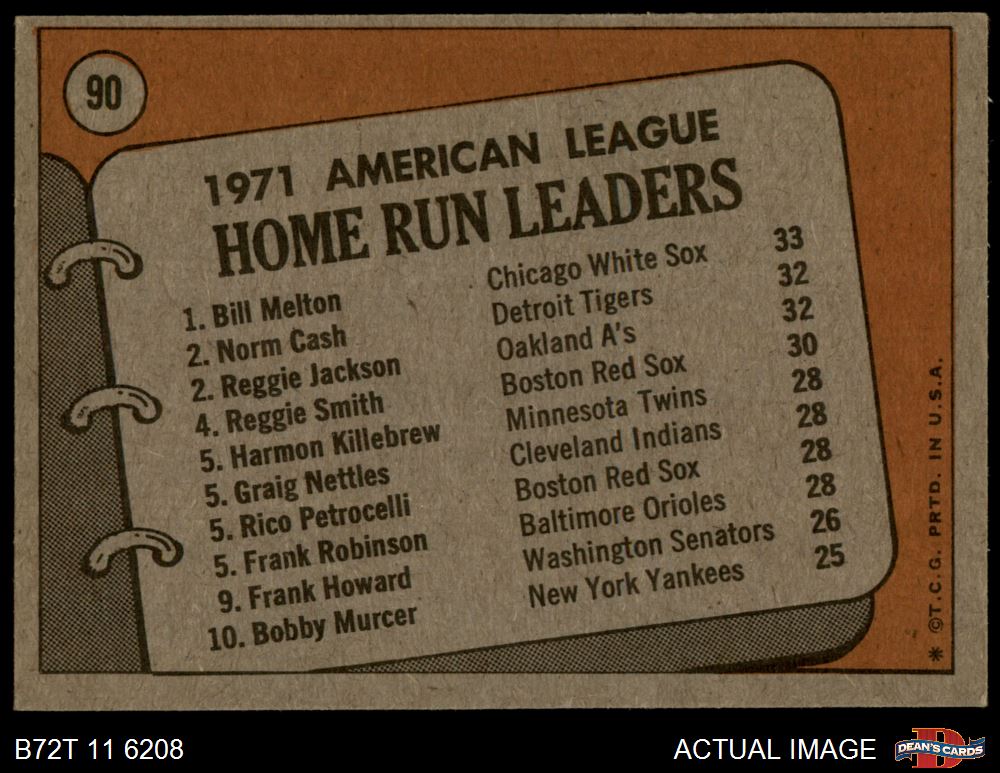 90
1971 AMERICAN LEAGUE
HOME RUN LEADERS
1. Bill Melton Chicago White Sox 33
2. Norm Cash Detroit Tigers 32
2. Reggie Jackson Oakland A's 32
4. Reggie Smith Boston Red Sox 30
5. Harmon Killebrew Minnesota Twins 28
5. Graig Nettles Cleveland Indians 28
5. Rico Petrocelli Boston Red Sox 28
5. Frank Robinson Baltimore Orioles 28
9. Frank Howard Washington Senators 26
10. Bobby Murcer New York Yankees 25
* ©T.C.G. PRTD. IN U.S.A.
B72T 11 6208
ACTUAL IMAGE
D
DEAN'S CARDS